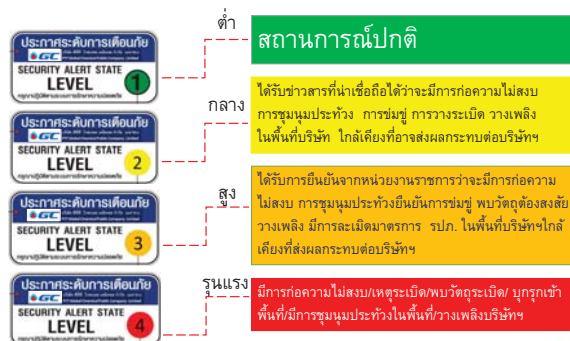 ต่ำ
ประกาศระดับการเตือนภัย
GC
PTT Global Chemical Public Company Limited
SECURITY ALERT STATE
LEVEL 1
สถานการณ์ปกติ
กลาง
ประกาศระดับการเตือนภัย
GC
SECURITY ALERT STATE
LEVEL 2
ได้รับข่าวสารที่น่าเชื่อถือได้ว่าจะมีการก่อความไม่สงบ
การชุมนุมประท้วง การข่มขู่ การวางระเบิด วางเพลิง
ในพื้นที่บริษัท ใกล้เคียงที่อาจส่งผลกระทบต่อบริษัทฯ
สูง
ประกาศระดับการเตือนภัย
GC
SECURITY ALERT STATE
LEVEL 3
ได้รับการยืนยันจากหน่วยงานราชการว่าจะมีการก่อความ
ไม่สงบ การชุมนุมประท้วงยืนยันการข่มขู่ พบวัตถุต้องสงสัย
วางเพลิง มีการละเมิดมาตรการ รปภ. ในพื้นที่บริษัทฯใกล้
เคียงที่ส่งผลกระทบต่อบริษัทฯ
รุนแรง
ประกาศระดับการเตือนภัย
GC
SECURITY ALERT STATE
LEVEL 4
มีการก่อความไม่สงบ/เหตุระเบิด/พบวัตถุระเบิด/ บุกรุกเข้า
พื้นที่/มีการชุมนุมประท้วงในพื้นที่/วางเพลิงบริษัทฯ